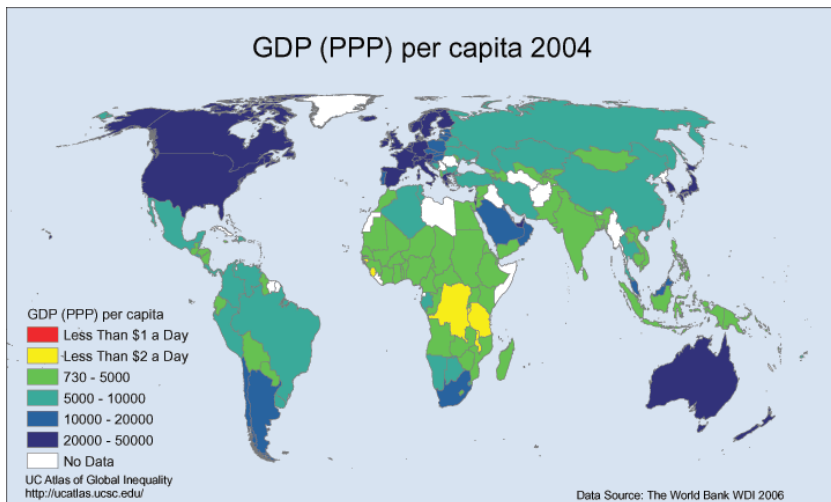 GDP (PPP) per capita 2004
GDP (PPP) per capita
Less Than $1 a Day
Less Than $2 a Day
730 - 5000
5000 - 10000
10000 - 20000
20000 - 50000
No Data
UC Atlas of Global Inequality
http://ucatlas.ucsc.edu/
Data Source: The World Bank WDI 2006